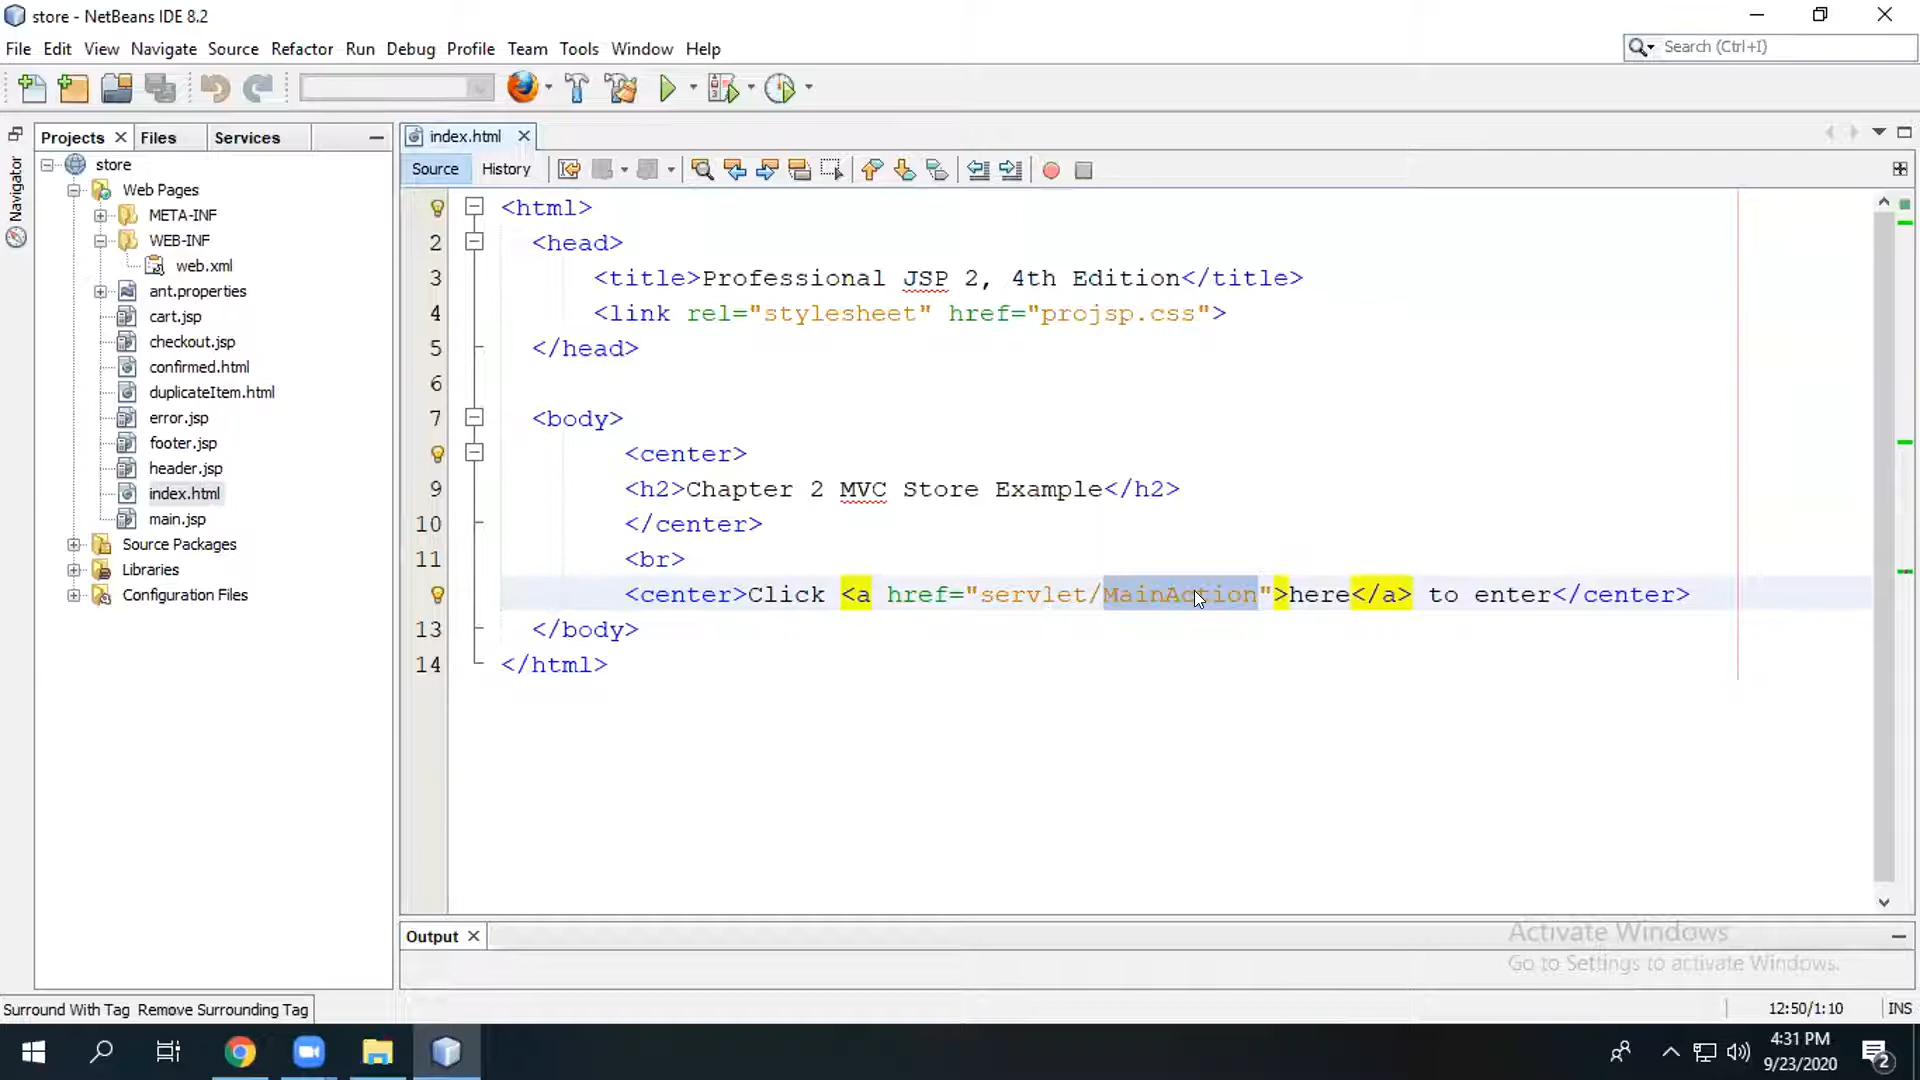 store - NetBeans IDE 8.2
File Edit View Navigate Source Refactor Run Debug Profile Team Tools Window Help
Search (Ctrl+I)
Projects Files Services
index.html
Source History
Navigator
store
Web Pages
META-INF
WEB-INF
web.xml
ant.properties
cart.jsp
checkout.jsp
confirmed.html
duplicateItem.html
error.jsp
footer.jsp
header.jsp
index.html
main.jsp
Source Packages
Libraries
Configuration Files
<html>
2 <head>
3 <title>Professional JSP 2, 4th Edition</title>
4 <link rel="stylesheet" href="projsp.css">
5 </head>
6
7 <body>
<center>
9 <h2>Chapter 2 MVC Store Example</h2>
10 </center>
11 <br>
<center>Click <a href="servlet/MainAction">here</a> to enter</center>
13 </body>
14 </html>
Output
Activate Windows
Go to Settings to activate Windows.
Surround With Tag Remove Surrounding Tag
12:50/1:10 INS
4:31 PM
9/23/2020
2